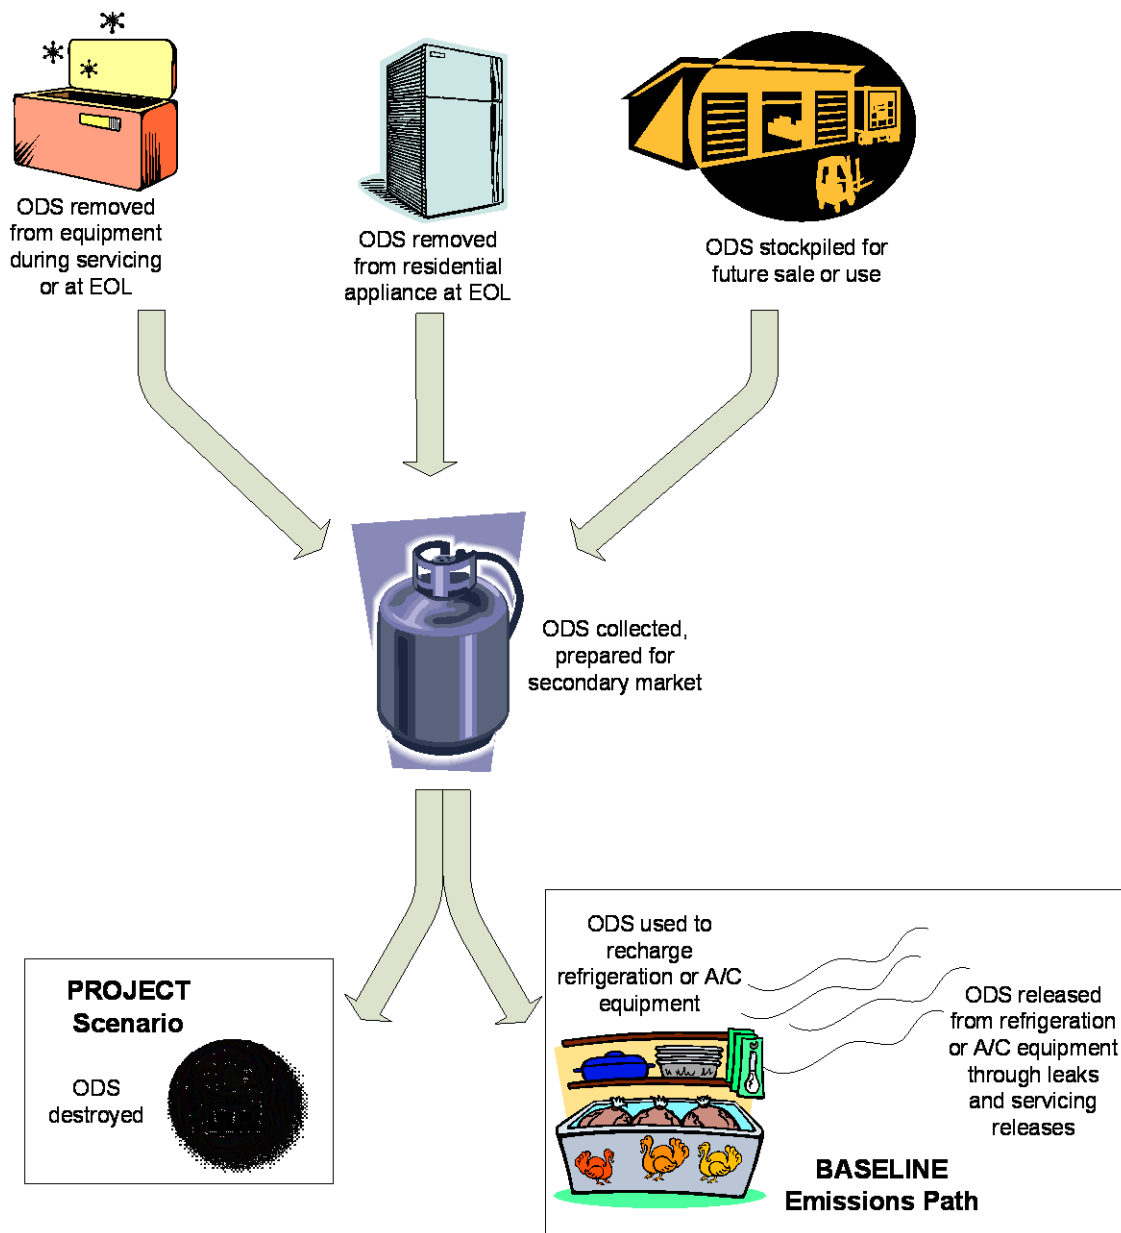 ODS removed
from equipment
during servicing
or at EOL
ODS removed
from residential
appliance at EOL
ODS stockpiled for
future sale or use
ODS collected,
prepared for
secondary market
PROJECT
Scenario
ODS
destroyed
ODS used to
recharge
refrigeration or A/C
equipment
ODS released
from refrigeration
or A/C equipment
through leaks
and servicing
releases
BASELINE
Emissions Path